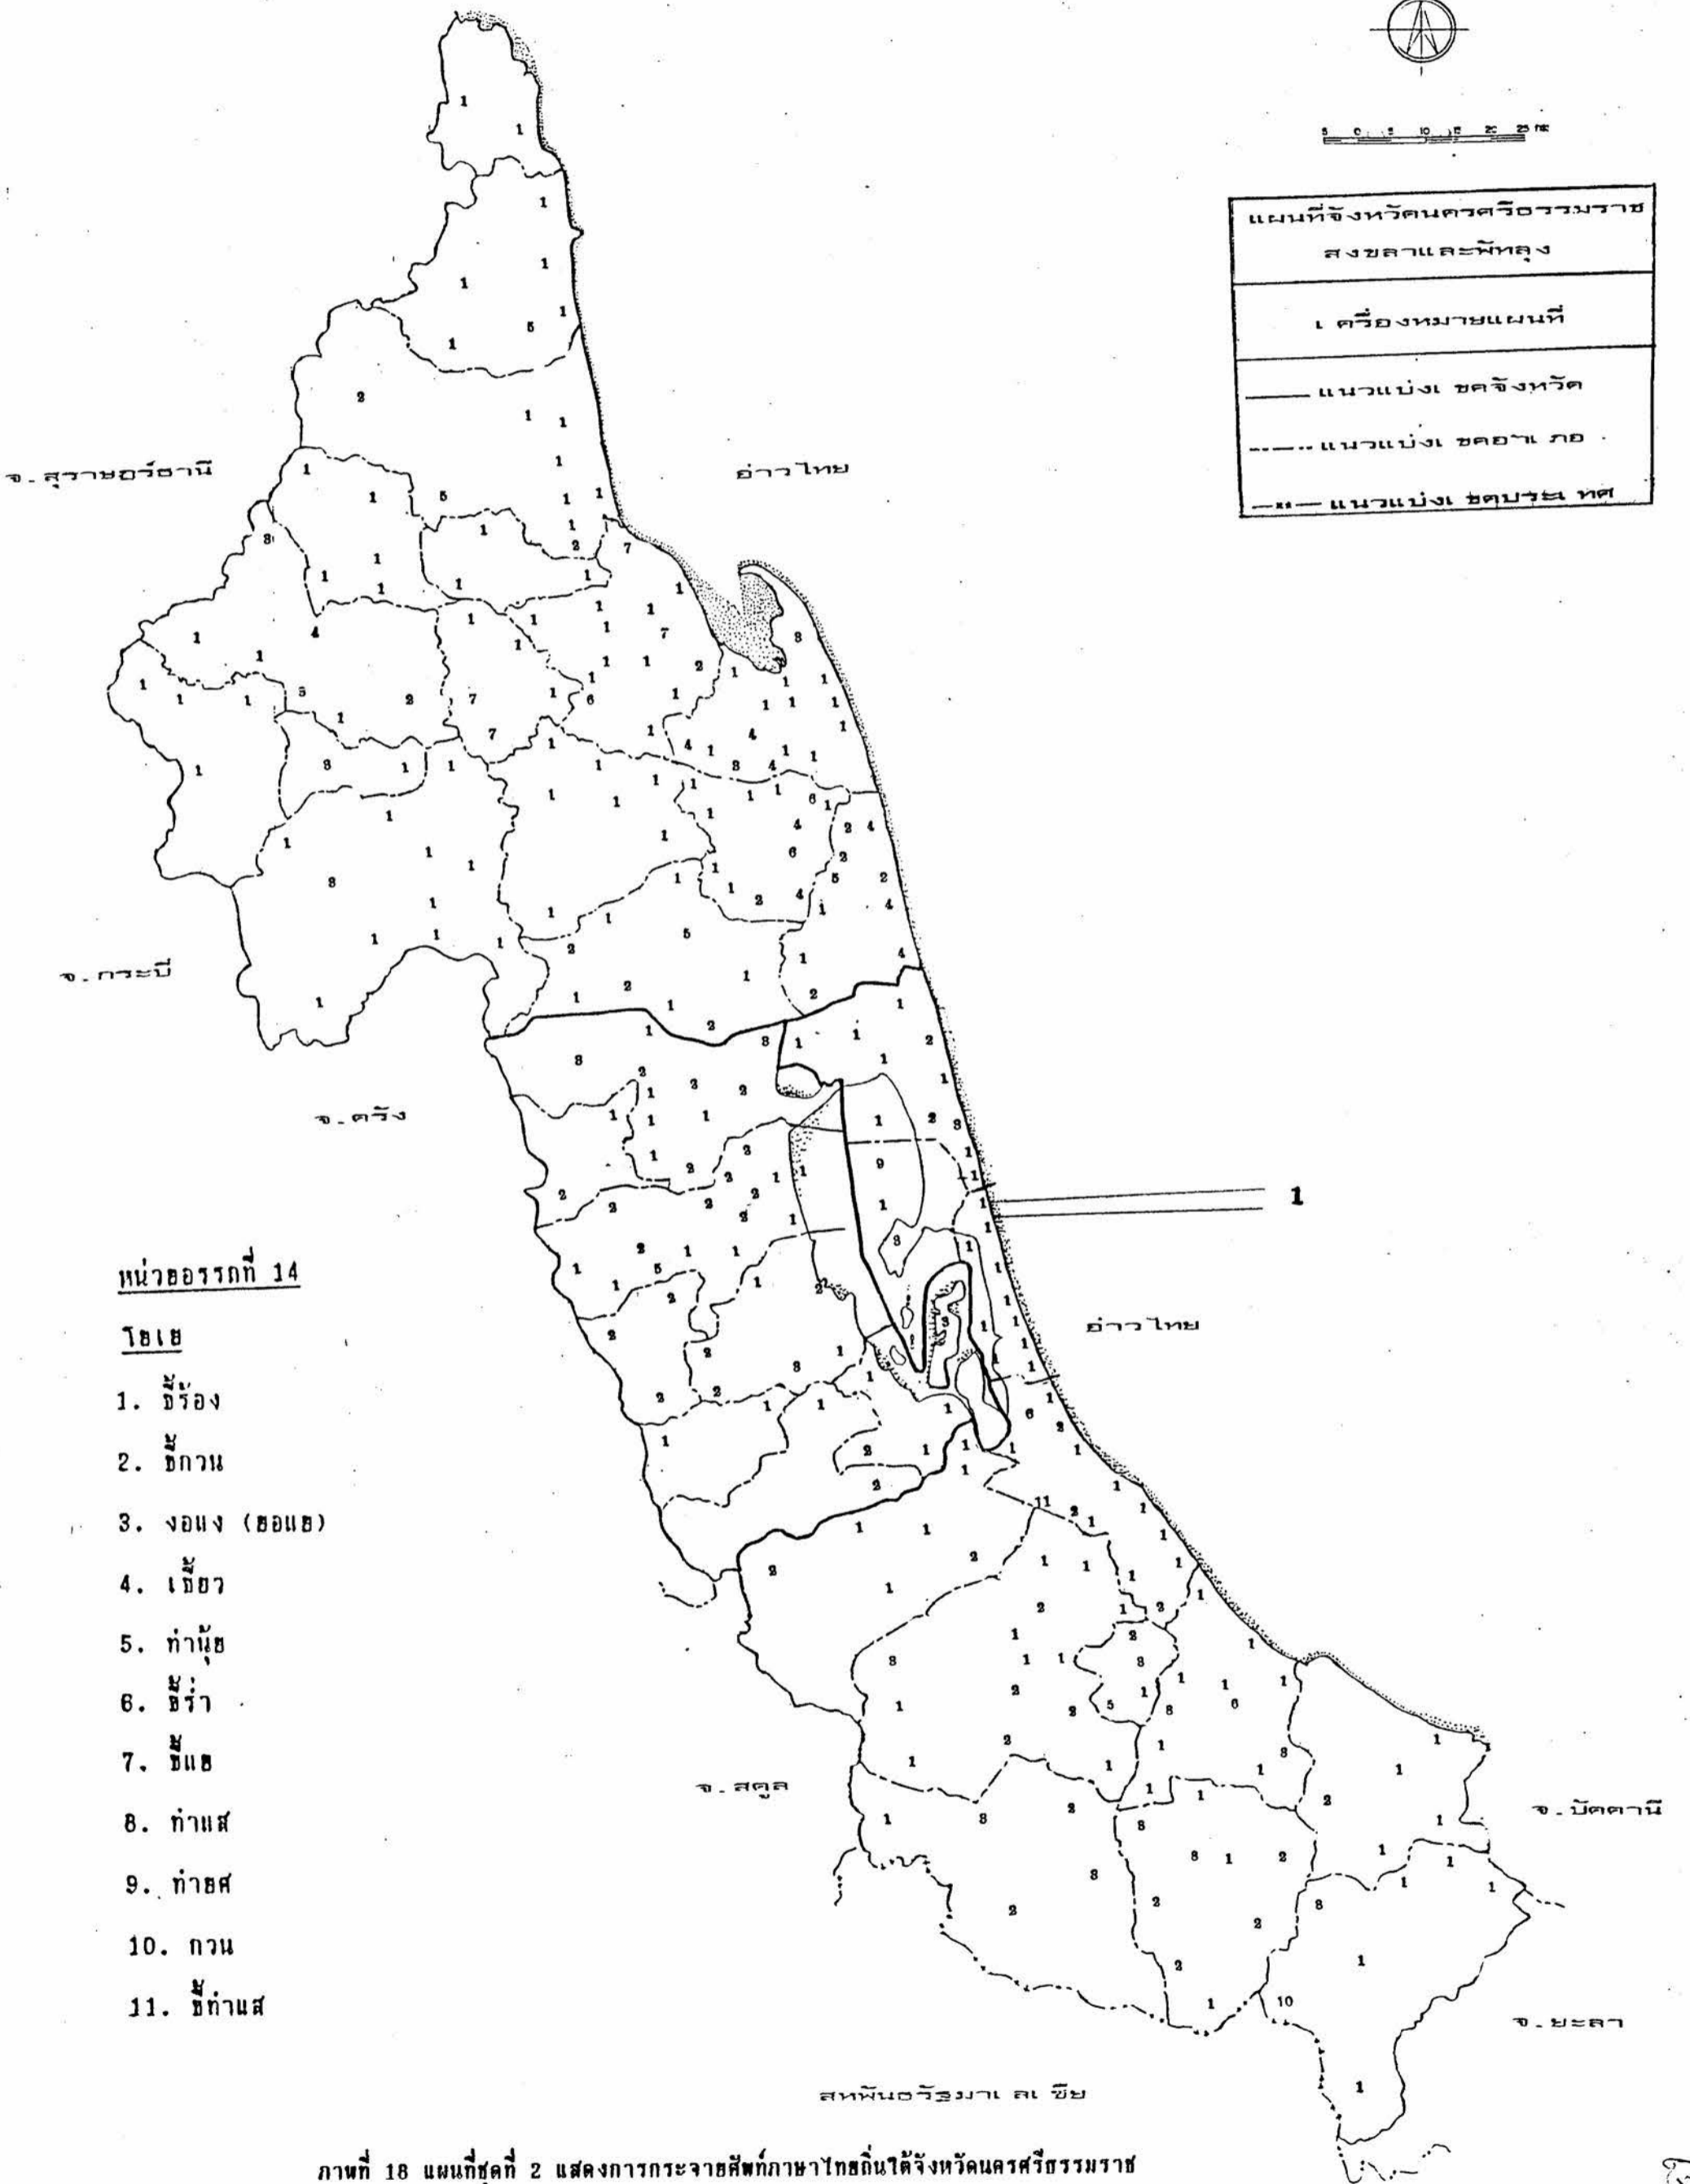 5 0 5 10 15 20 25 กม
แผนที่จังหวัดนครศรีธรรมราช
สงขลาและพัทลุง
เครื่องหมายแผนที่
แนวแบ่งเขตจังหวัด
แนวแบ่งเขตอำเภอ
แนวแบ่งเขตประเทศ
จ.สุราษฎร์ธานี
อ่าวไทย
จ.กระบี่
จ.ตรัง
1
อ่าวไทย
จ.สตูล
จ.ปัตตานี
จ.ยะลา
สหพันธรัฐมาเลเซีย
หน่วยอรรถที่ 14
โยเย
1. ขี้ร้อง
2. ขี้กวน
3. งอแง (ยอแย)
5. ทำนุ้ย
6. ขี้ร่ำ
7. ขี้แย
8. ทำแส
9. ทำยศ
10. กวน
11. ขี้ทำแส
ภาพที่ 18 แผนที่ชุดที่ 2 แสดงการกระจายศัพท์ภาษาไทยถิ่นใต้จังหวัดนครศรีธรรมราช